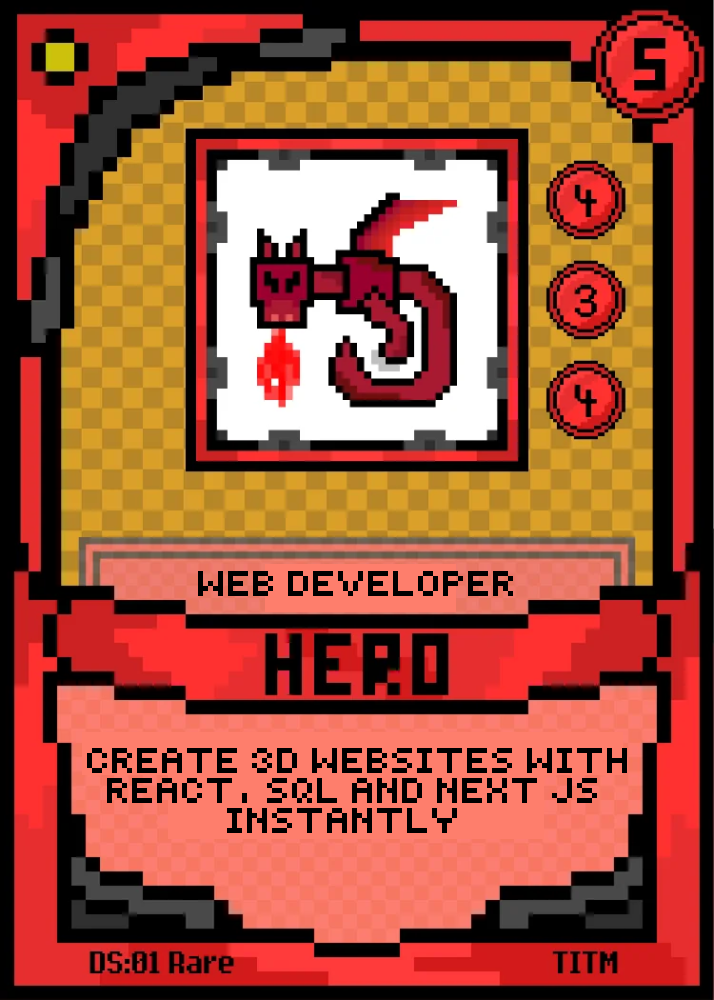 5
4
3
4
WEB DEVELOPER
HERO
CREATE 3D WEBSITES WITH
REACT, SQL AND NEXT JS
INSTANTLY
DS:01 Rare
TITM